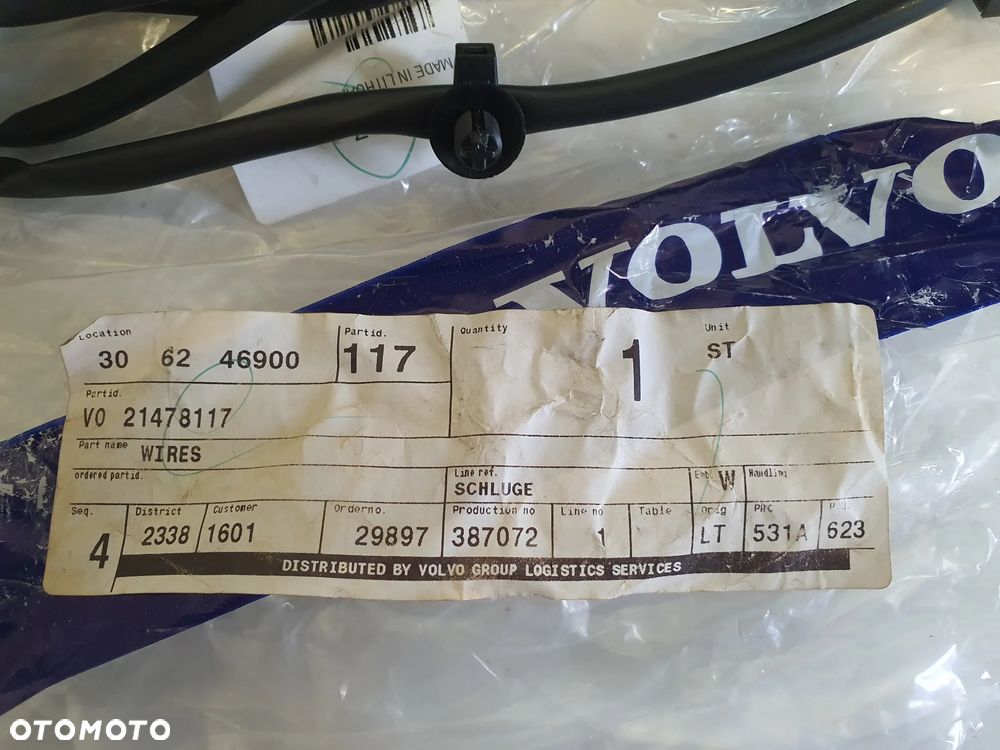 MADE IN LITHUA
VOLVO
Location
30 62 46900
Partid.
117
Quantity
1
Unit
ST
Partid.
VO 21478117
Part name WIRES
ordered partid.
Line ref.
SCHLUGE
W
Handling
Seq.
4
District
2338
Customer
1601
Orderno.
29897
Production no
387072
Line no
1
Table
Orig
LT
PRC
531A
623
DISTRIBUTED BY VOLVO GROUP LOGISTICS SERVICES
OTOMOTO